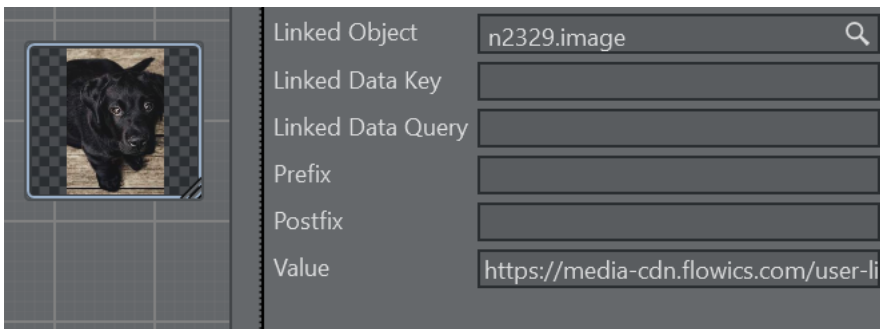 Linked Object
n2329.image
Linked Data Key
Linked Data Query
Prefix
Postfix
Value
https://media-cdn.flowics.com/user-li